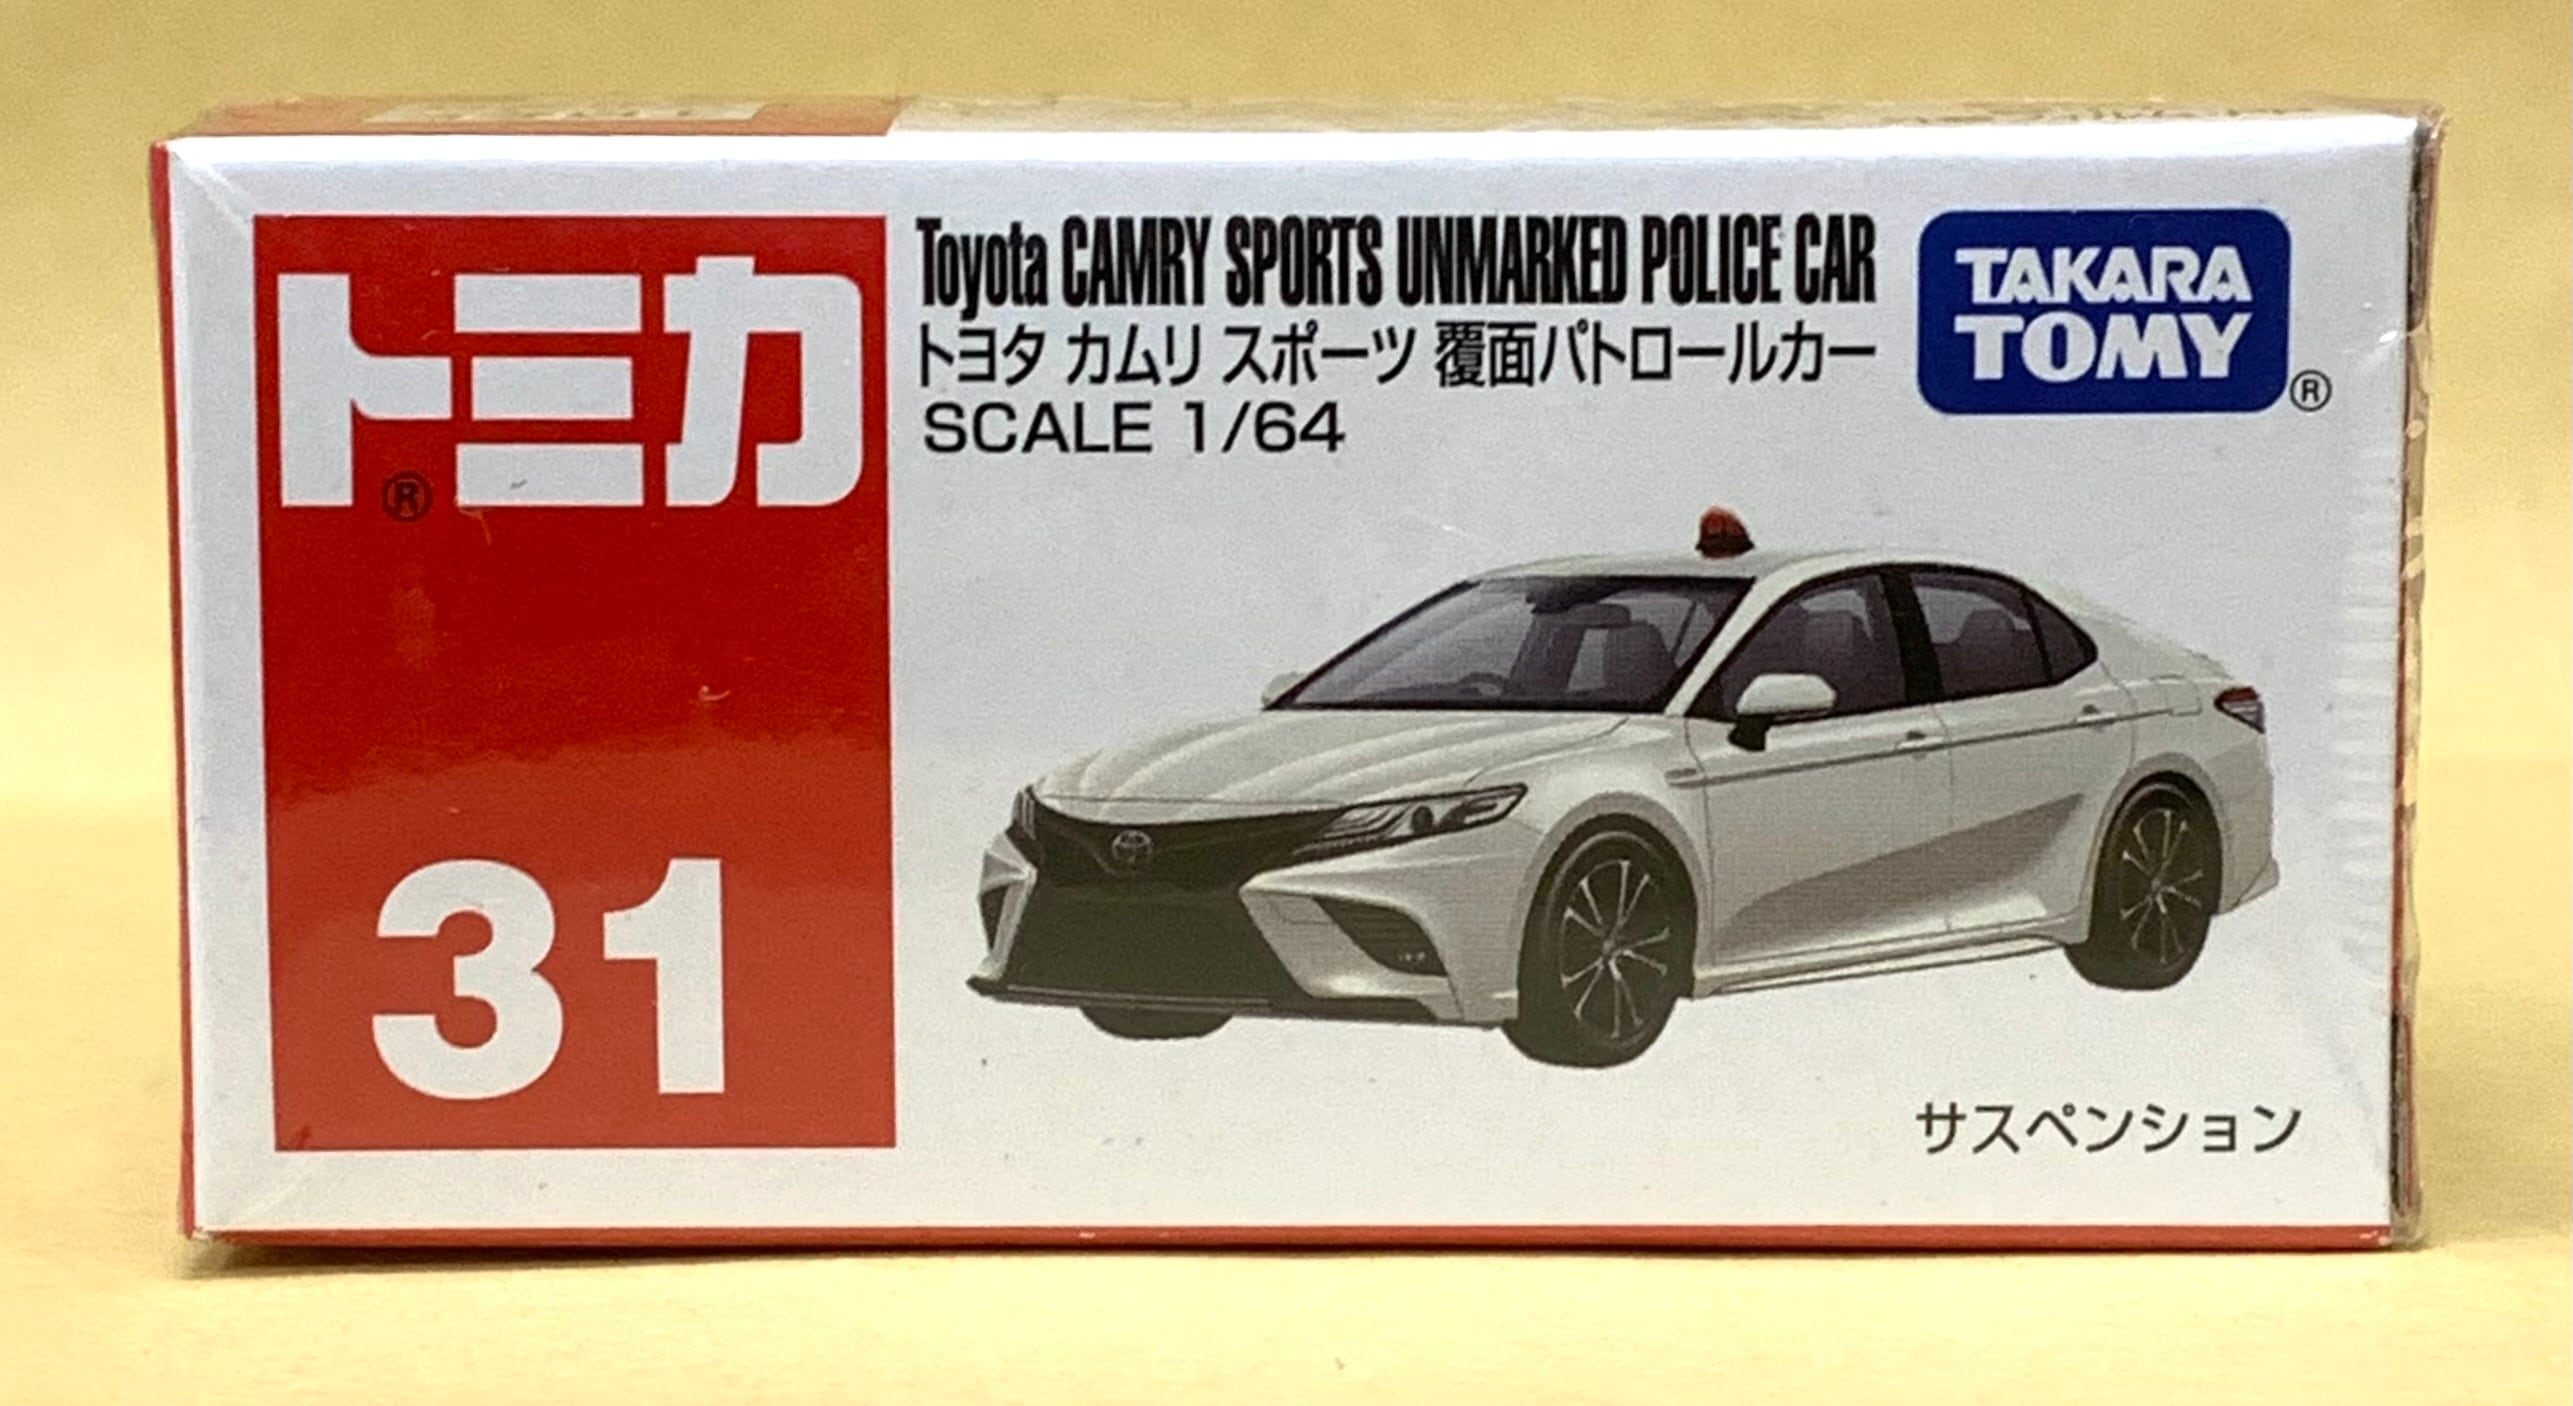 トミカ
®
31
Toyota CAMRY SPORTS UNMARKED POLICE CAR
トヨタ カムリ スポーツ 覆面パトロールカー
SCALE 1/64
TAKARA
TOMY
®
サスペンション